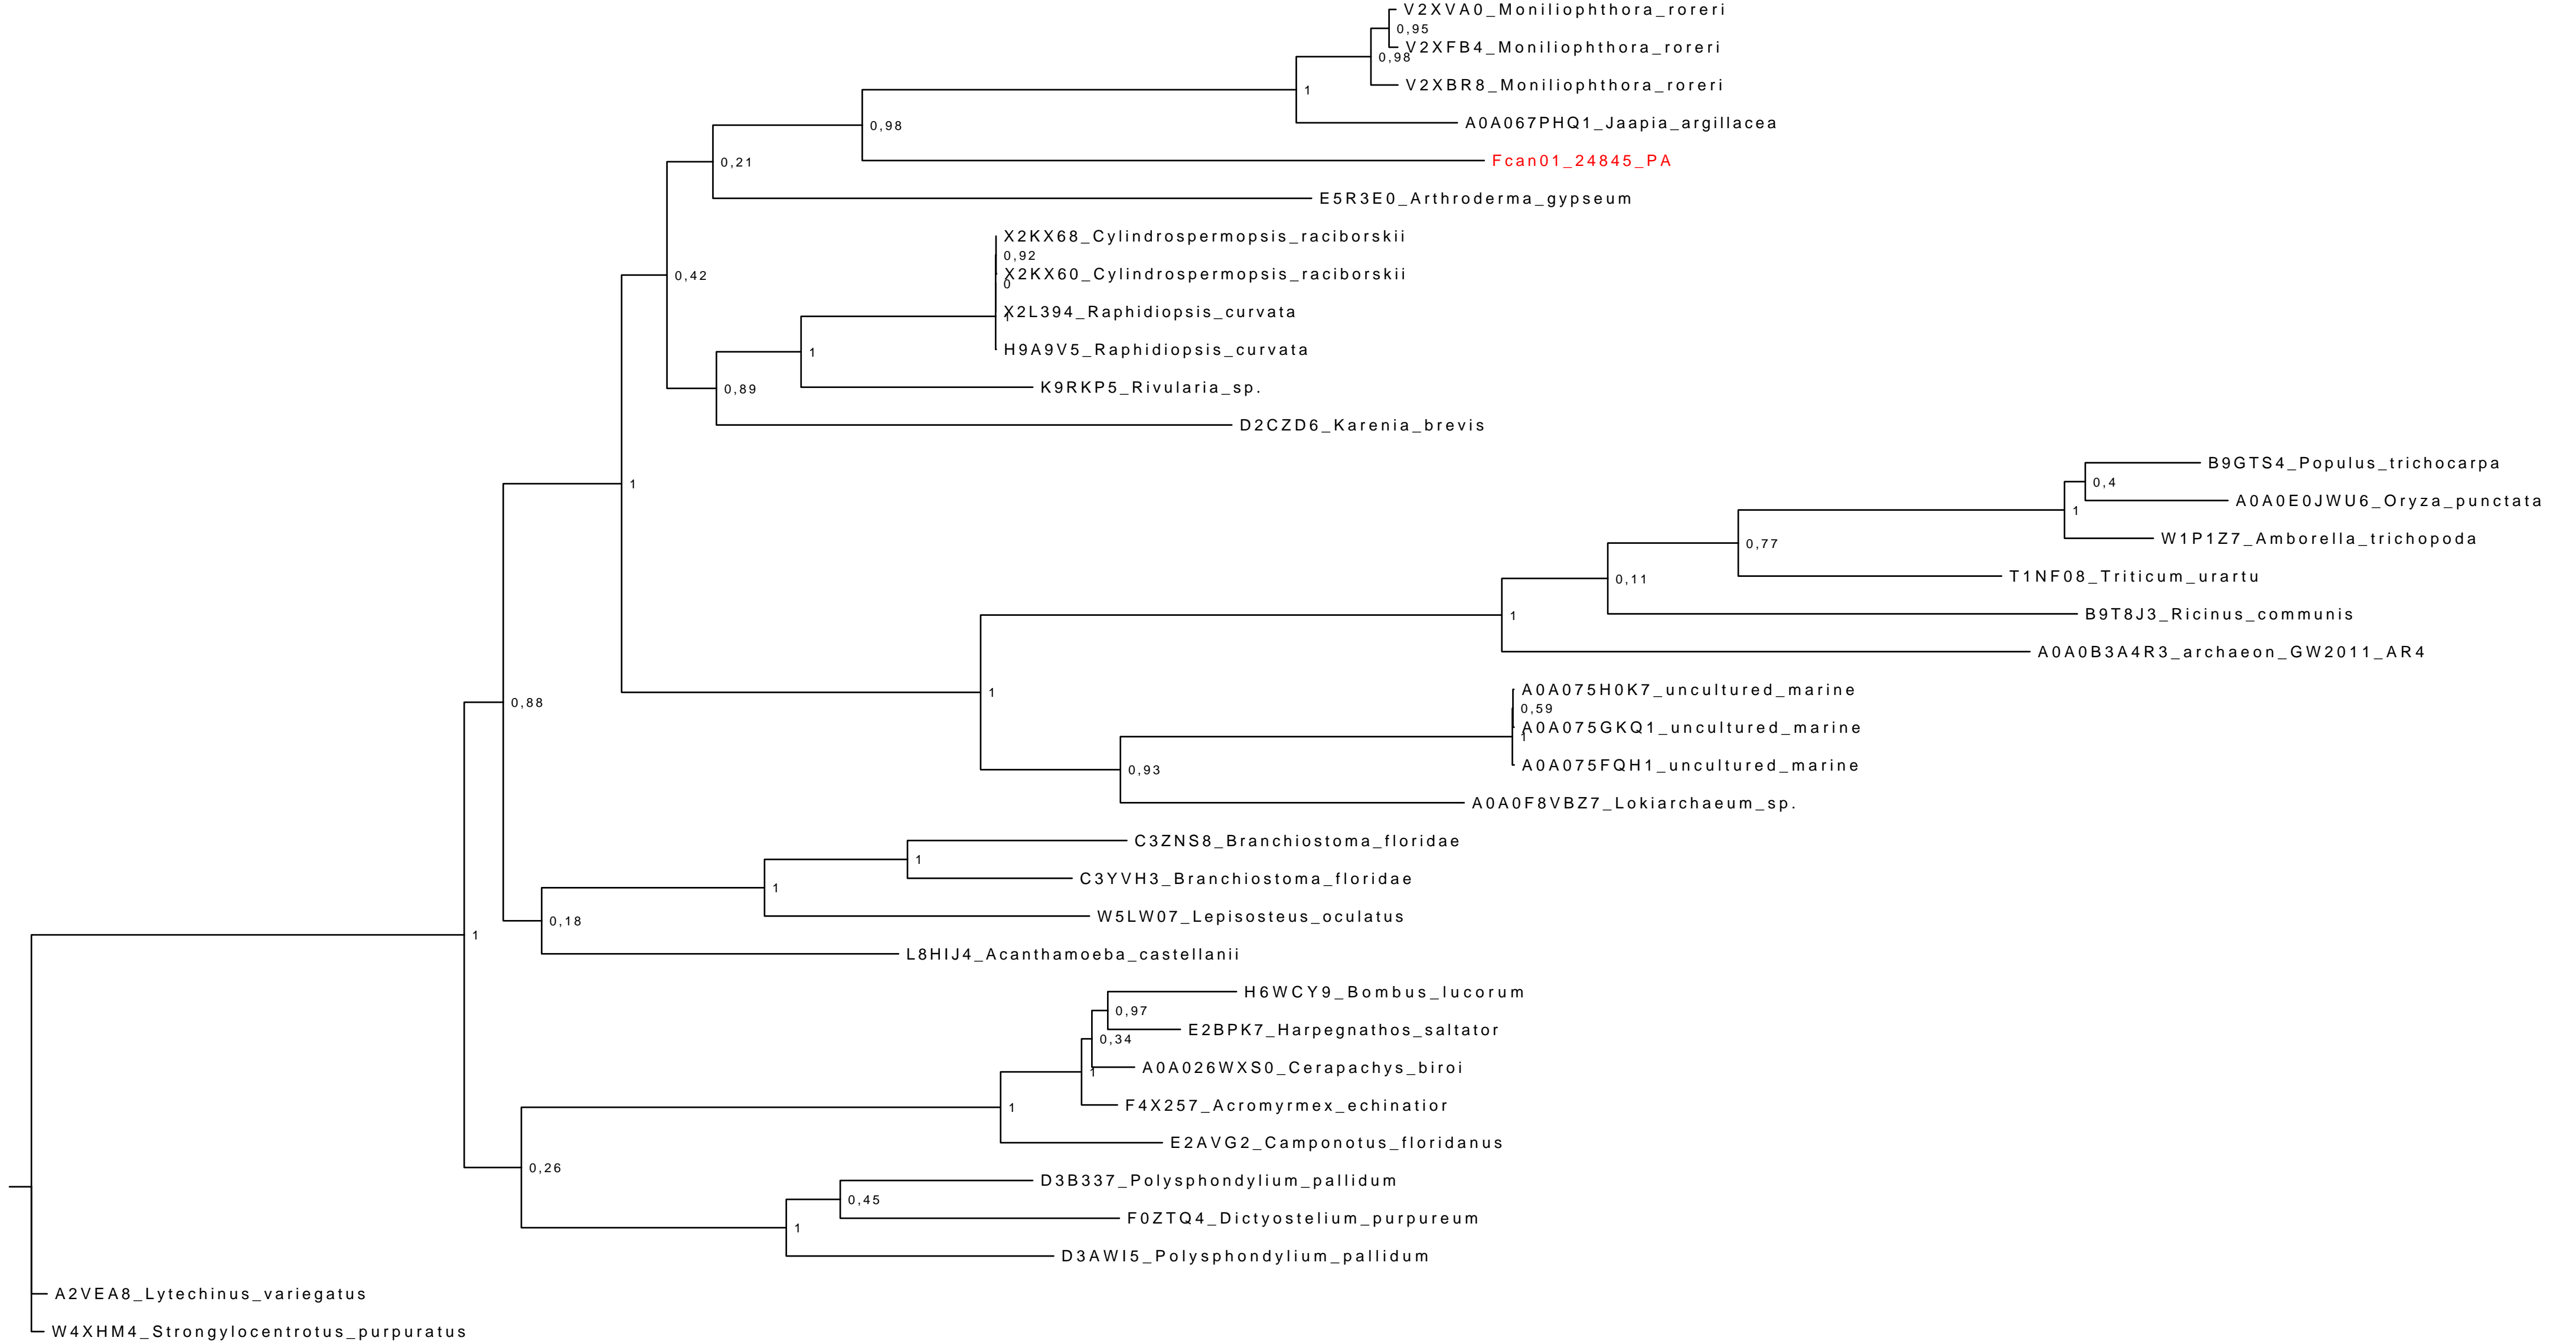 V2XVA0_Moniliophthora_roreri
0,95
V2XFB4_Moniliophthora_roreri
0,98
V2XBR8_Moniliophthora_roreri
1
A0A067PHQ1_Jaapia_argillacea
0,98
Fcan01_24845_PA
0,21
E5R3E0_Arthroderma_gypseum
X2KX68_Cylindrospermopsis_raciborskii
0,92
X2KX60_Cylindrospermopsis_raciborskii
0,42
0
X2L394_Raphidiopsis_curvata
1
H9A9V5_Raphidiopsis_curvata
1
K9RKP5_Rivularia_sp.
0,89
D2CZD6_Karenia_brevis
B9GTS4_Populus_trichocarpa
1
0,4
A0A0E0JWU6_Oryza_punctata
1
W1P1Z7_Amborella_trichopoda
0,77
T1NF08_Triticum_urartu
0,11
B9T8J3_Ricinus_communis
1
A0A0B3A4R3_archaeon_GW2011_AR4
A0A075H0K7_uncultured_marine
1
0,88
0,59
A0A075GKQ1_uncultured_marine
1
A0A075FQH1_uncultured_marine
0,93
A0A0F8VBZ7_Lokiarchaeum_sp.
C3ZNS8_Branchiostoma_floridae
1
C3YVH3_Branchiostoma_floridae
1
W5LW07_Lepisosteus_oculatus
0,18
1
L8HIJ4_Acanthamoeba_castellanii
H6WCY9_Bombus_lucorum
0,97
E2BPK7_Harpegnathos_saltator
0,34
A0A026WXS0_Cerapachys_biroi
1
F4X257_Acromyrmex_echinatior
1
E2AVG2_Camponotus_floridanus
0,26
D3B337_Polysphondylium_pallidum
0,45
F0ZTQ4_Dictyostelium_purpureum
1
D3AWI5_Polysphondylium_pallidum
A2VEA8_Lytechinus_variegatus
W4XHM4_Strongylocentrotus_purpuratus